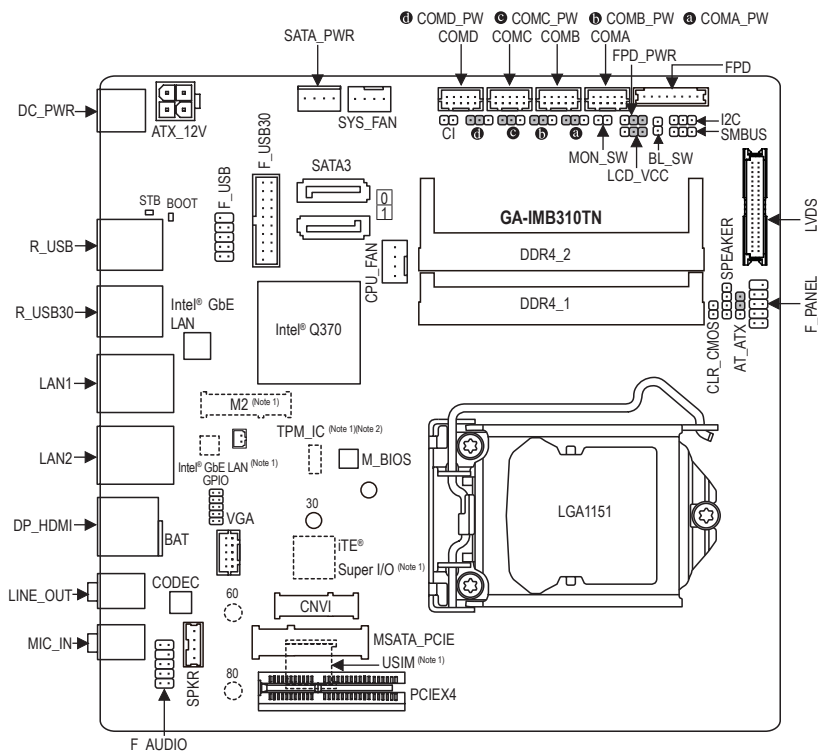 ⓓ COMD_PW ⓒ COMC_PW ⓑ COMB_PW ⓐ COMA_PW
SATA_PWR
COMD COMC COMB COMA
FPD_PWR
FPD
DC_PWR
ATX_12V
SYS_FAN
F_USB30
CI ⓓ ⓒ ⓑ ⓐ
I2C
SMBUS
MON_SW
BL_SW
LCD_VCC
SATA3
F_USB
STB
BOOT
0
1
GA-IMB310TN
LVDS
R_USB
CPU_FAN
DDR4_2
SPEAKER
R_USB30
Intel® GbE
LAN
Intel® Q370
DDR4_1
F_PANEL
CLR_CMOS
AT_ATX
LAN1
M2 (Note 1)
TPM_IC (Note 1)(Note 2)
LAN2
M_BIOS
Intel® GbE LAN (Note 1)
GPIO
30
LGA1151
DP_HDMI
VGA
BAT
iTE®
Super I/O (Note 1)
CODEC
LINE_OUT
60
CNVI
MIC_IN
MSATA_PCIE
USIM (Note 1)
SPKR
80
PCIEX4
F_AUDIO